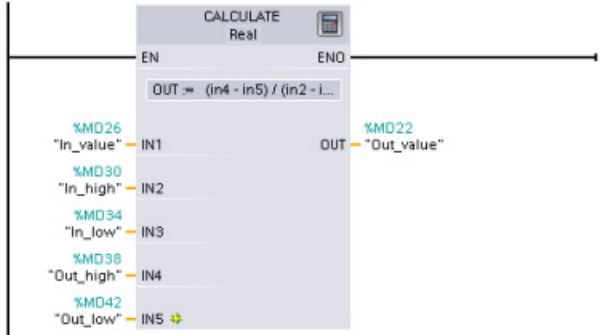 CALCULATE
Real
EN ENO
OUT := (in4 - in5) / (in2 - i...
%MD26
"In_value" IN1
%MD22
OUT "Out_value"
%MD30
"In_high" IN2
%MD34
"In_low" IN3
%MD38
"Out_high" IN4
%MD42
"Out_low" IN5